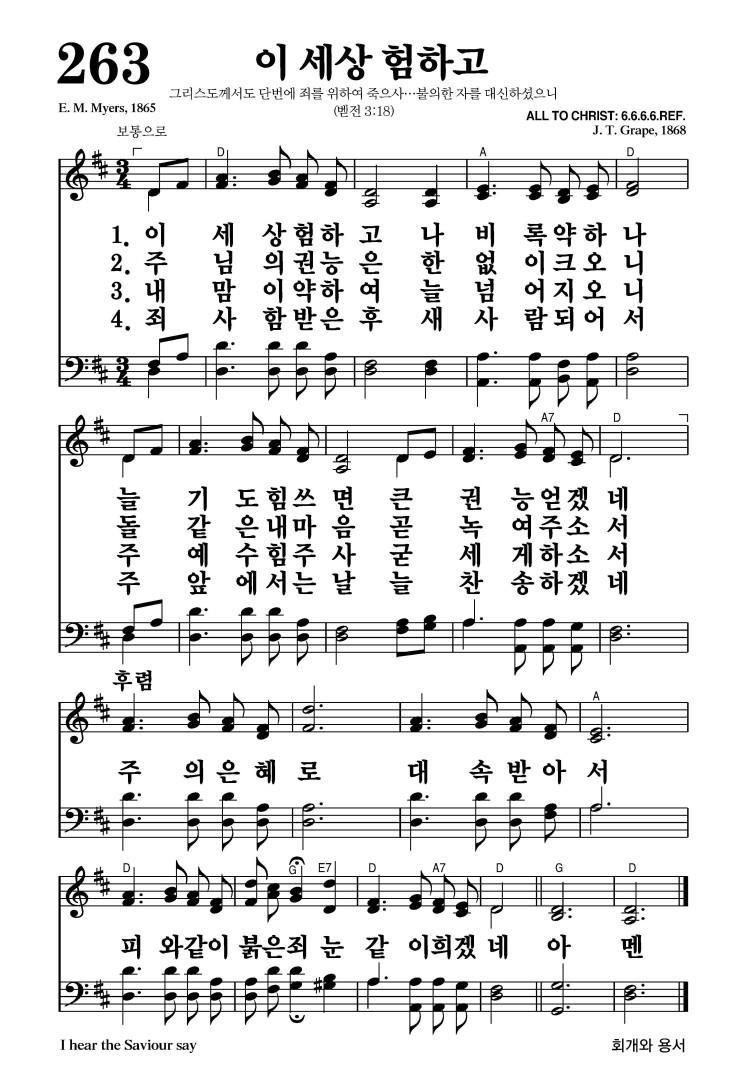 263 이 세상 험하고
그리스도께서도 단번에 죄를 위하여 죽으사…불의한 자를 대신하셨으니
E. M. Myers, 1865 (벧전 3:18) ALL TO CHRIST: 6.6.6.6.REF.
보통으로 J. T. Grape, 1868
3 4 D A D
1. 이 세 상 험 하 고 나 비 록 약 하 나
2. 주 님 의 권 능 은 한 없 이 크 오 니
3. 내 맘 이 약 하 여 늘 넘 어 지 오 니
4. 죄 사 함 받 은 후 새 사 람 되 어 서
3 4
A7 D
늘 기 도 힘 쓰 면 큰 권 능 얻 겠 네
돌 같 은 내 마 음 곧 녹 여 주 소 서
주 예 수 힘 주 사 굳 세 게 하 소 서
주 앞 에 서 는 날 늘 찬 송 하 겠 네
후렴
A
주 의 은 혜 로 대 속 받 아 서
D G E7 D A7 D G D
피 와 같 이 붉 은 죄 눈 같 이 희 겠 네 아 멘
I hear the Saviour say 회개와 용서